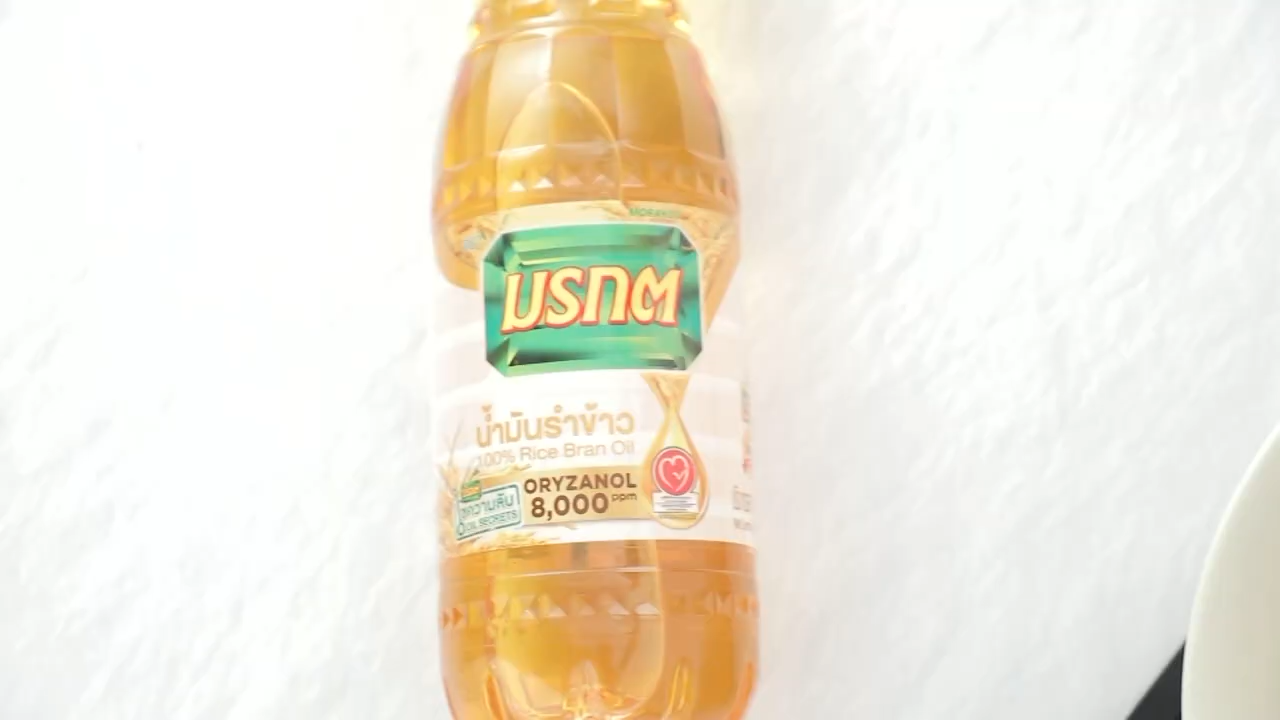 มรกต
น้ำมันรำข้าว
100% Rice Bran Oil
ORYZANOL
8,000 ppm
OIL SECRETS